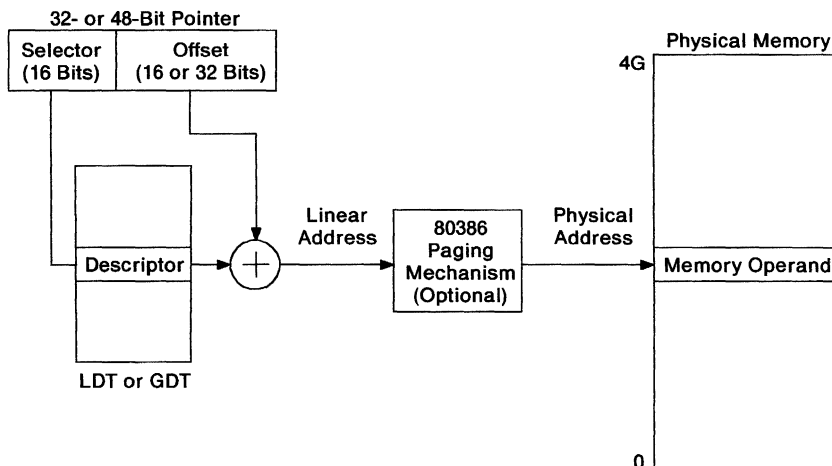 32- or 48-Bit Pointer
Selector
(16 Bits)
Offset
(16 or 32 Bits)
Physical Memory
4G
Linear
Address
80386
Paging
Mechanism
(Optional)
Physical
Address
Descriptor
+
Memory Operand
LDT or GDT
0